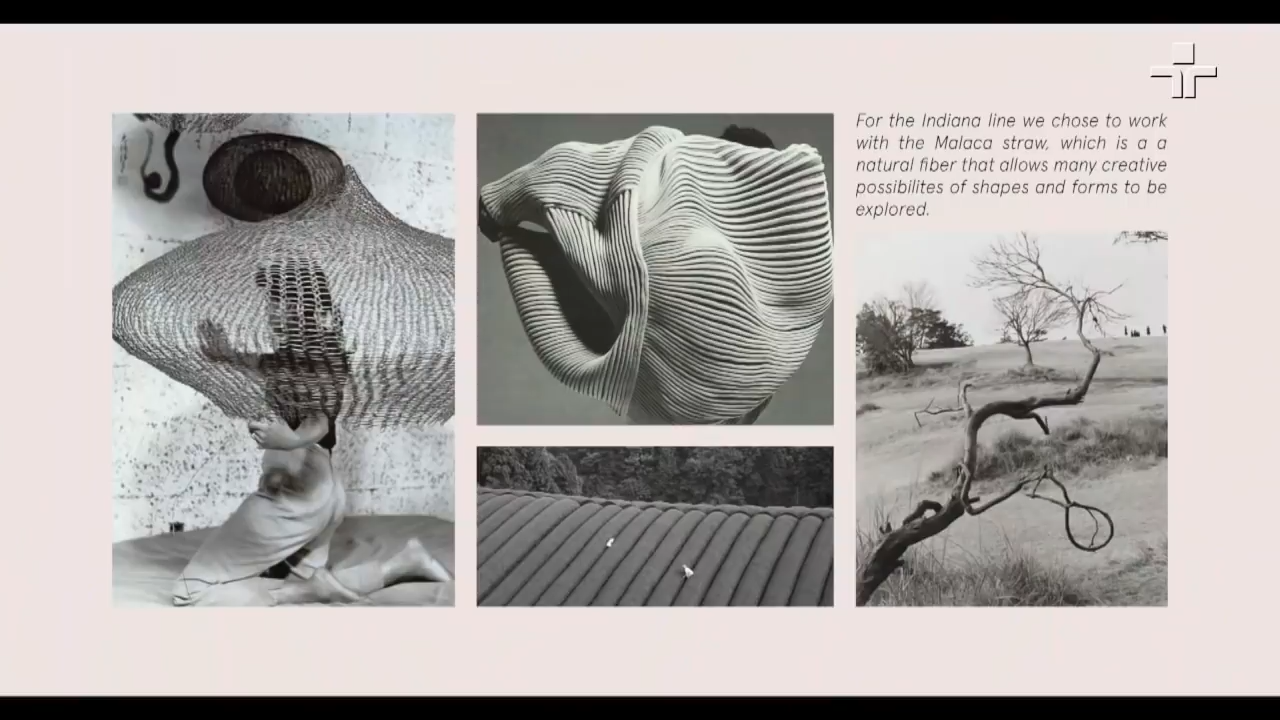 For the Indiana line we chose to work
with the Malaca straw, which is a a
natural fiber that allows many creative
possibilites of shapes and forms to be
explored.